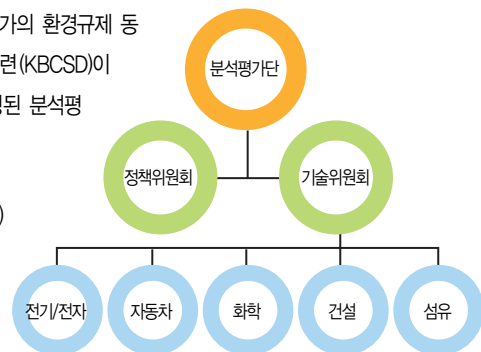 가의 환경규제 동
련(KBCSD)이
된 분석평
)
분석평가단
정책위원회 기술위원회
전기/전자 자동차 화학 건설 섬유